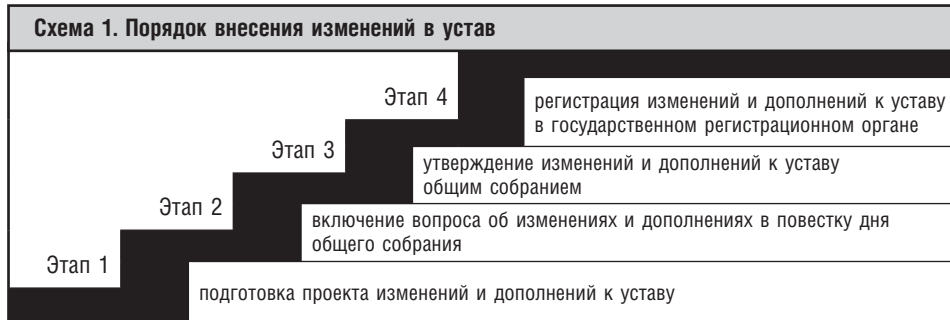 Схема 1. Порядок внесения изменений в устав
Этап 4
регистрация изменений и дополнений к уставу
в государственном регистрационном органе
Этап 3
утверждение изменений и дополнений к уставу
общим собранием
Этап 2
включение вопроса об изменениях и дополнениях в повестку дня
общего собрания
Этап 1
подготовка проекта изменений и дополнений к уставу